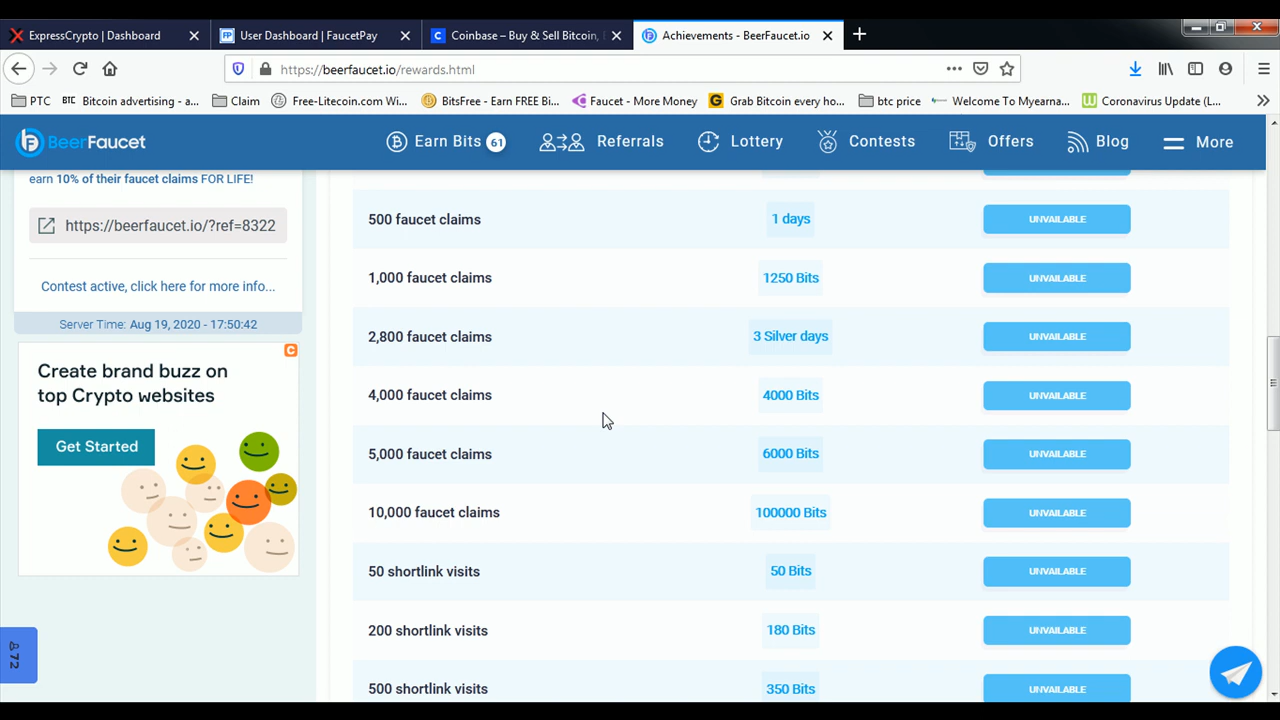 ExpressCrypto | Dashboard
User Dashboard | FaucetPay
Coinbase – Buy & Sell Bitcoin,
Achievements - BeerFaucet.io
https://beerfaucet.io/rewards.html
PTC
BTC Bitcoin advertising - a...
Claim
Free-Litecoin.com Wi...
BitsFree - Earn FREE Bi...
Faucet - More Money
G Grab Bitcoin every ho...
btc price
Welcome To Myearna...
Coronavirus Update (L...
BeerFaucet
Earn Bits 61
Referrals
Lottery
Contests
Offers
Blog
More
earn 10% of their faucet claims FOR LIFE!
https://beerfaucet.io/?ref=8322
Contest active, click here for more info...
Server Time: Aug 19, 2020 - 17:50:42
Create brand buzz on
top Crypto websites
Get Started
72
500 faucet claims 1 days UNVAILABLE
1,000 faucet claims 1250 Bits UNVAILABLE
2,800 faucet claims 3 Silver days UNVAILABLE
4,000 faucet claims 4000 Bits UNVAILABLE
5,000 faucet claims 6000 Bits UNVAILABLE
10,000 faucet claims 100000 Bits UNVAILABLE
50 shortlink visits 50 Bits UNVAILABLE
200 shortlink visits 180 Bits UNVAILABLE
500 shortlink visits 350 Bits UNVAILABLE